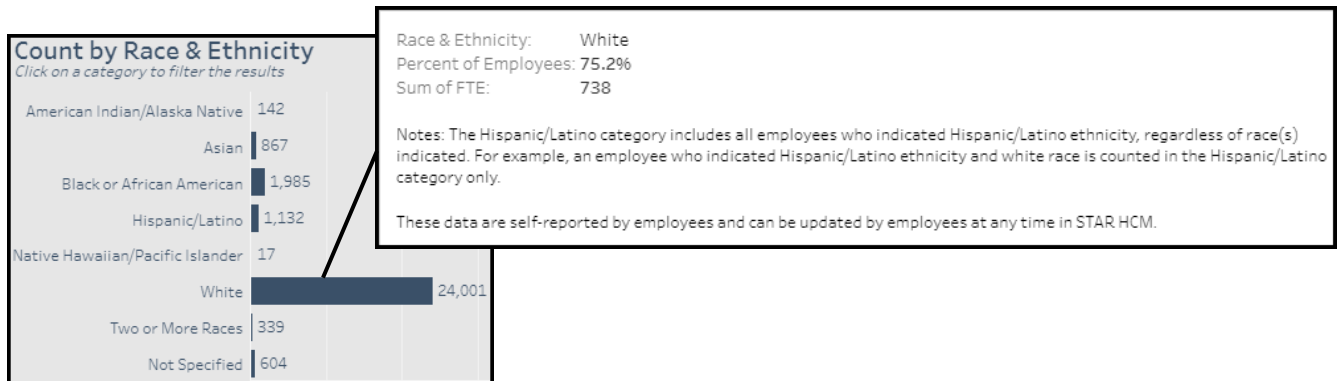 Count by Race & Ethnicity
Click on a category to filter the results
American Indian/Alaska Native 142
Asian 867
Black or African American 1,985
Hispanic/Latino 1,132
Native Hawaiian/Pacific Islander 17
White 24,001
Two or More Races 339
Not Specified 604
Race & Ethnicity: White
Percent of Employees: 75.2%
Sum of FTE: 738
Notes: The Hispanic/Latino category includes all employees who indicated Hispanic/Latino ethnicity, regardless of race(s)
indicated. For example, an employee who indicated Hispanic/Latino ethnicity and white race is counted in the Hispanic/Latino
category only.
These data are self-reported by employees and can be updated by employees at any time in STAR HCM.